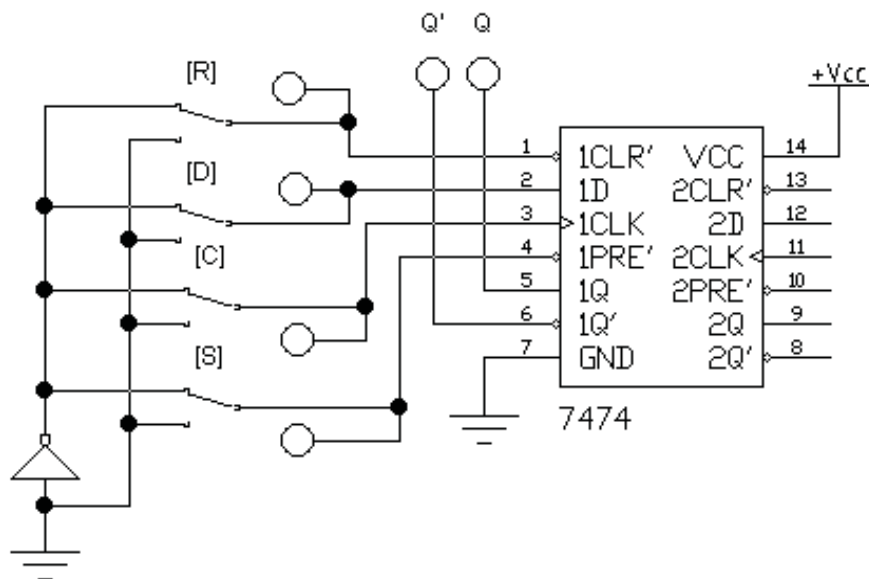 Q' Q
[R]
+Vcc
1 1CLR' VCC 14
[D]
2 1D 2CLR' 13
3 1CLK 2D 12
[C]
4 1PRE' 2CLK 11
5 1Q 2PRE' 10
6 1Q' 2Q 9
[S]
7 GND 2Q' 8
7474